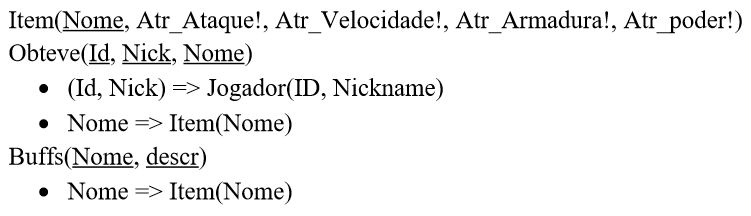 Item(Nome, Atr_Ataque!, Atr_Velocidade!, Atr_Armadura!, Atr_poder!)
Obteve(Id, Nick, Nome)
• (Id, Nick) => Jogador(ID, Nickname)
• Nome => Item(Nome)
Buffs(Nome, descr)
• Nome => Item(Nome)